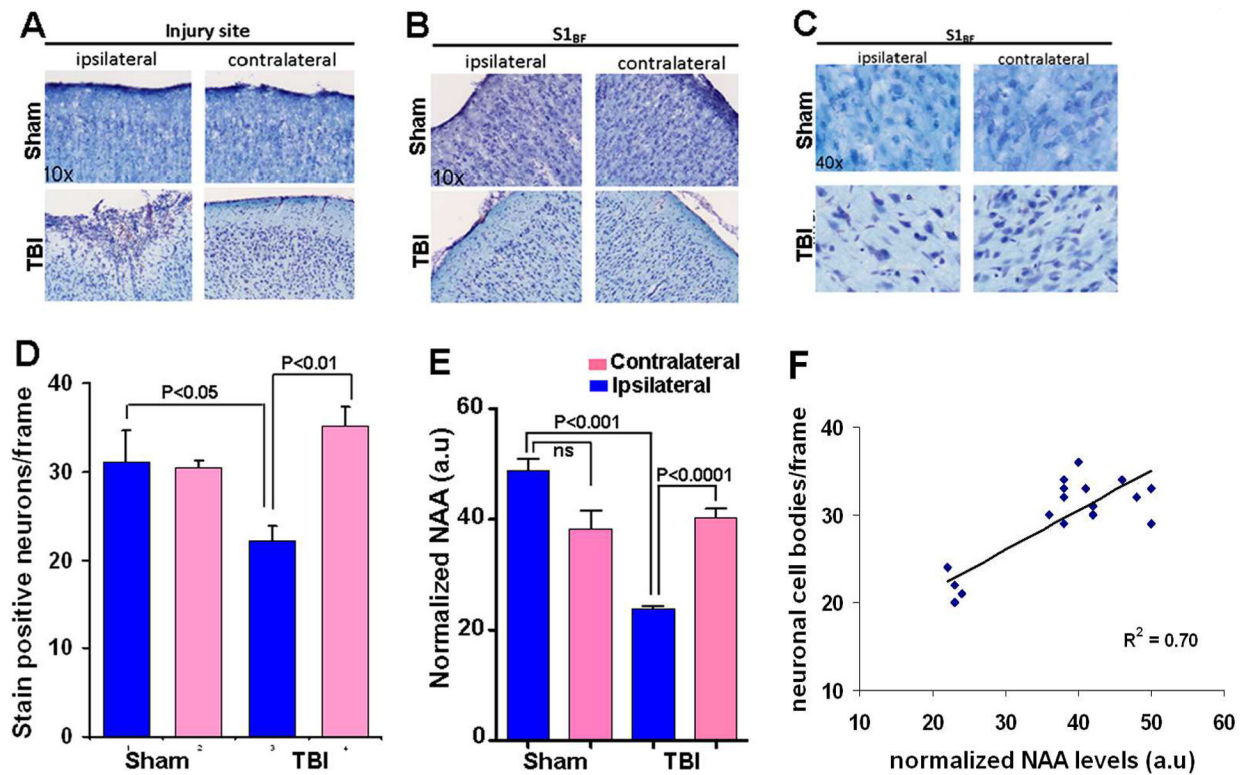 A
Injury site
ipsilateral
contralateral
Sham
10x
TBI
B
S1BF
ipsilateral
contralateral
Sham
10x
TBI
C
S1BF
ipsilateral
contralateral
Sham
40x
TBI
D
Stain positive neurons/frame
40
30
20
10
0
P<0.05
P<0.01
1
2
3
4
Sham
TBI
E
Contralateral
Ipsilateral
Normalized NAA (a.u)
60
40
20
0
P<0.001
ns
P<0.0001
Sham
TBI
F
neuronal cell bodies/frame
40
30
20
10
R2 = 0.70
10
20
30
40
50
60
normalized NAA levels (a.u)